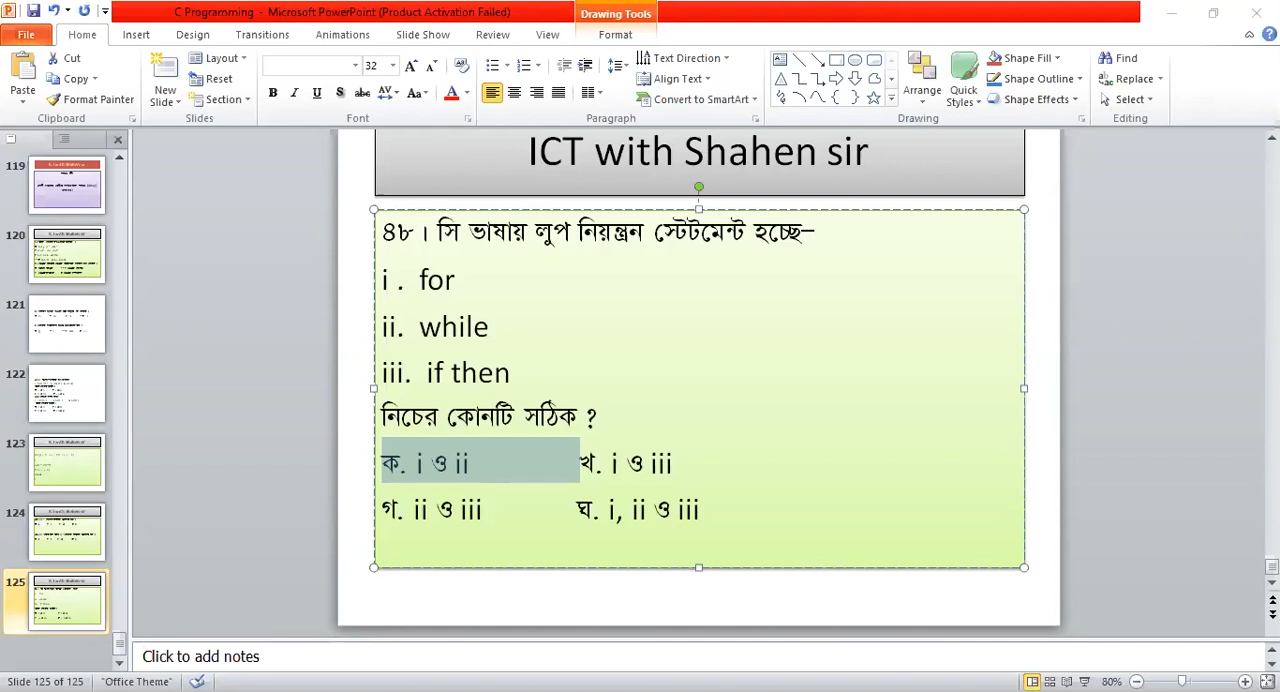 C Programming - Microsoft PowerPoint (Product Activation Failed)
Drawing Tools
File Home Insert Design Transitions Animations Slide Show Review View Format
Paste
Cut
Copy
Format Painter
Clipboard
New Slide
Layout
Reset
Section
Slides
32
Font
Text Direction
Align Text
Convert to SmartArt
Paragraph
Arrange
Quick Styles
Shape Fill
Shape Outline
Shape Effects
Drawing
Find
Replace
Select
Editing
119
120
121
122
123
124
125
ICT with Shahen sir
৪৮। সি ভাষায় লুপ নিয়ন্ত্রন স্টেটমেন্ট হচ্ছে–
i . for
ii. while
iii. if then
নিচের কোনটি সঠিক ?
ক. i ও ii খ. i ও iii
গ. ii ও iii ঘ. i, ii ও iii
Click to add notes
Slide 125 of 125 "Office Theme" 80%